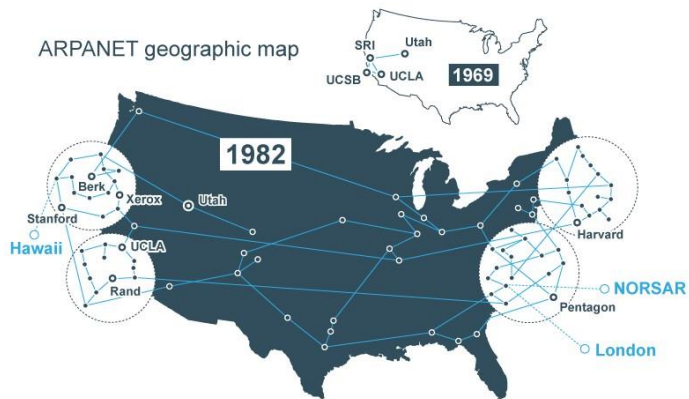 ARPANET geographic map
SRI
Utah
UCSB
UCLA
1969
1982
Berk
Xerox
Utah
Stanford
Hawaii
UCLA
Rand
Harvard
NORSAR
Pentagon
London